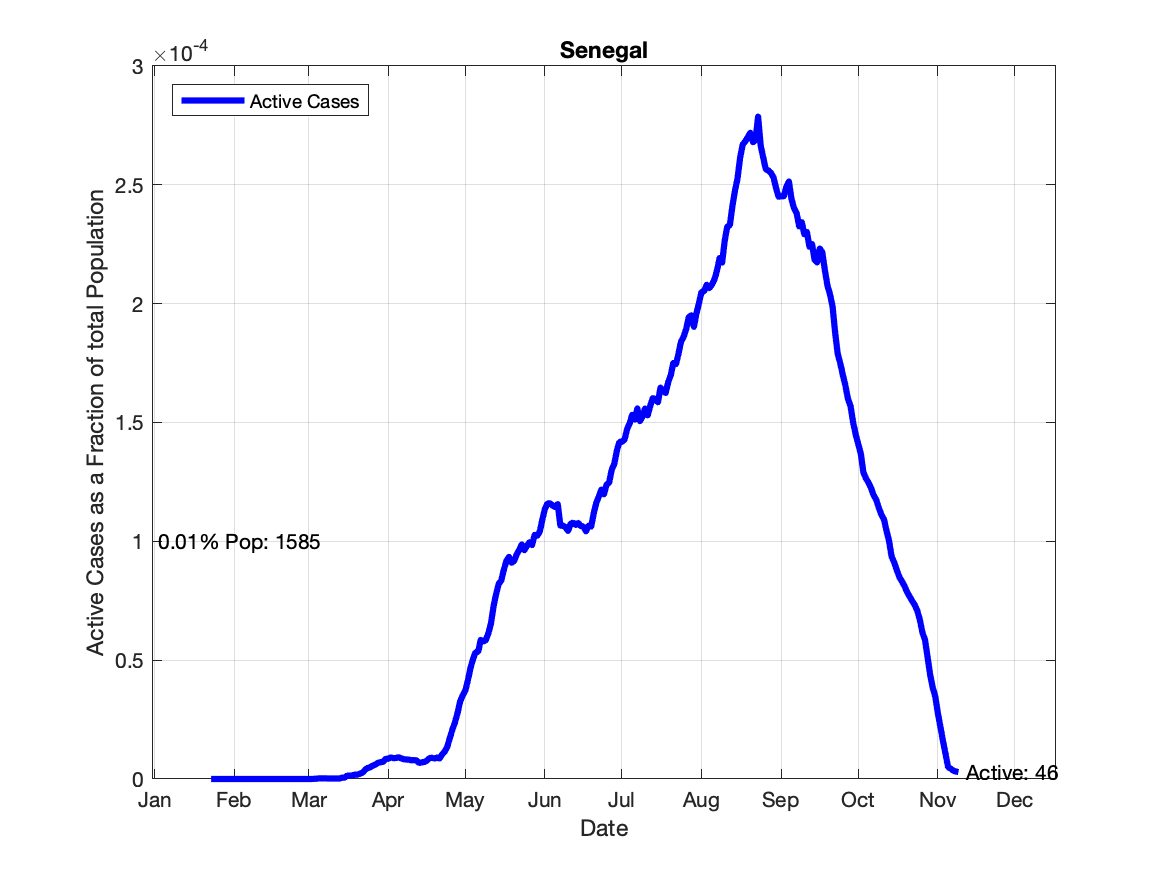 Senegal
×10-4
3
2.5
2
1.5
1
0.5
0
Active Cases as a Fraction of total Population
Active Cases
0.01% Pop: 1585
Active: 46
Jan Feb Mar Apr May Jun Jul Aug Sep Oct Nov Dec
Date